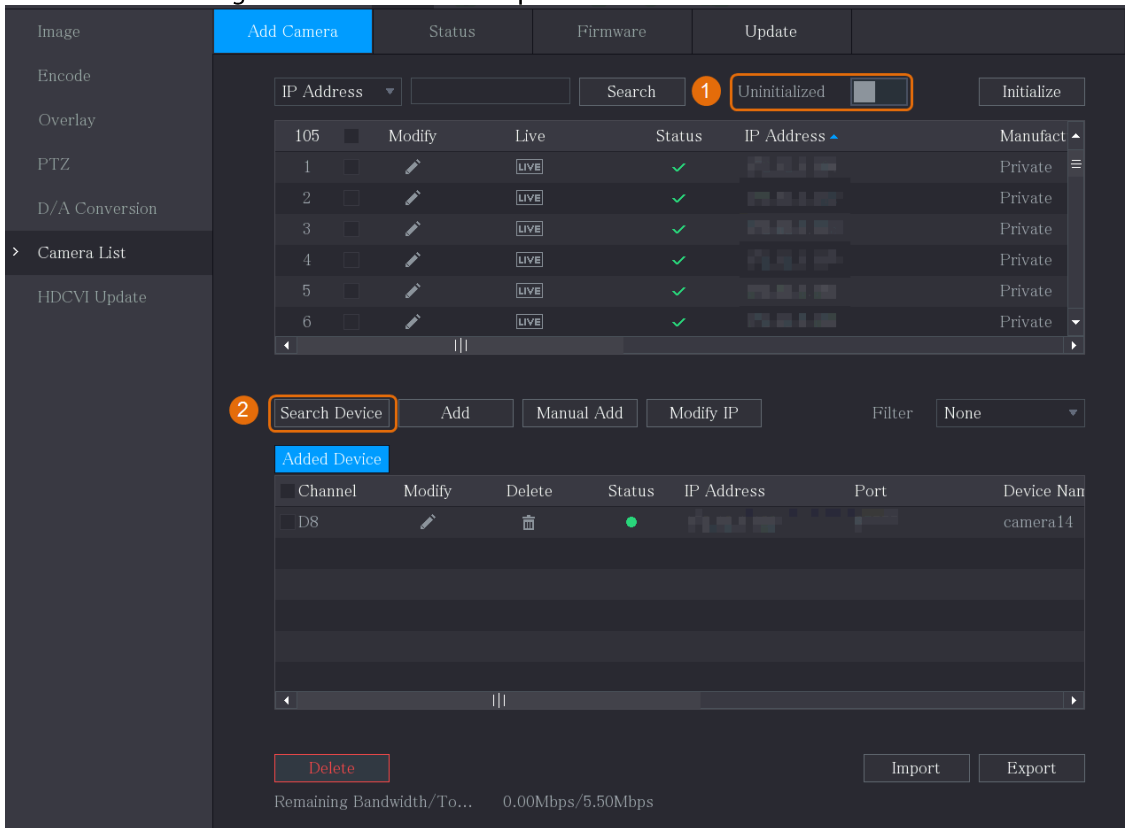 Image
Encode
Overlay
PTZ
D/A Conversion
Camera List
HDCVI Update
Add Camera Status Firmware Update
IP Address Search 1 Uninitialized Initialize
105 Modify Live Status IP Address Manufact
1 LIVE Private
2 LIVE Private
3 LIVE Private
4 LIVE Private
5 LIVE Private
6 LIVE Private
2 Search Device Add Manual Add Modify IP Filter None
Added Device
Channel Modify Delete Status IP Address Port Device Nam
D8 camera14
Delete Import Export
Remaining Bandwidth/To... 0.00Mbps/5.50Mbps